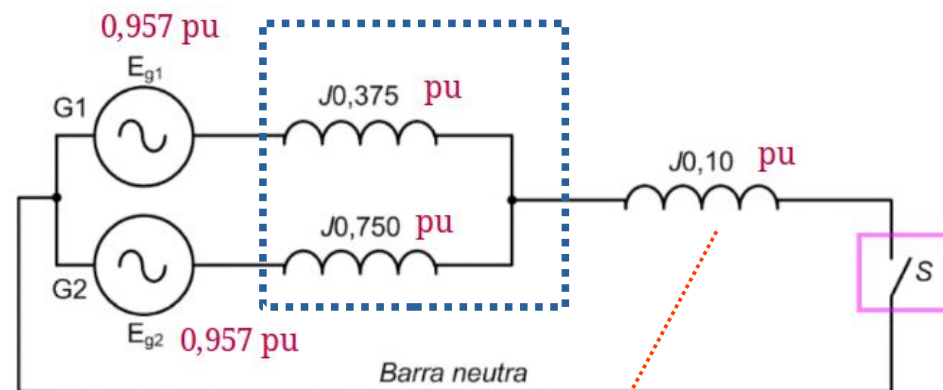 0,957 pu
Eg1
G1
J0,375 pu
J0,10 pu
J0,750 pu
S
G2
Eg2 0,957 pu
Barra neutra